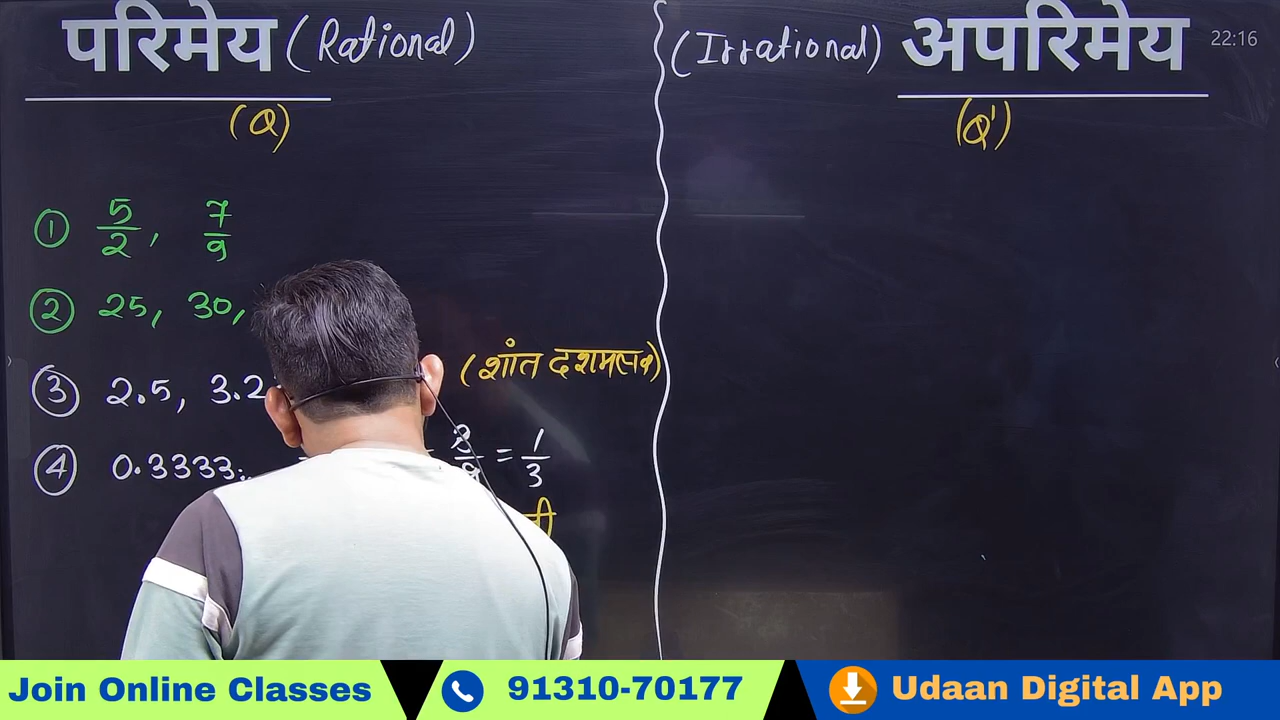 परिमेय (Rational)
(Irrational) अपरिमेय
22:16
(Q)
(Q')
① 5/2, 7/9
② 25, 30,
③ 2.5, 3.2
(शांत दशमलव)
④ 0.3333..
= 1/3
Join Online Classes
91310-70177
Udaan Digital App